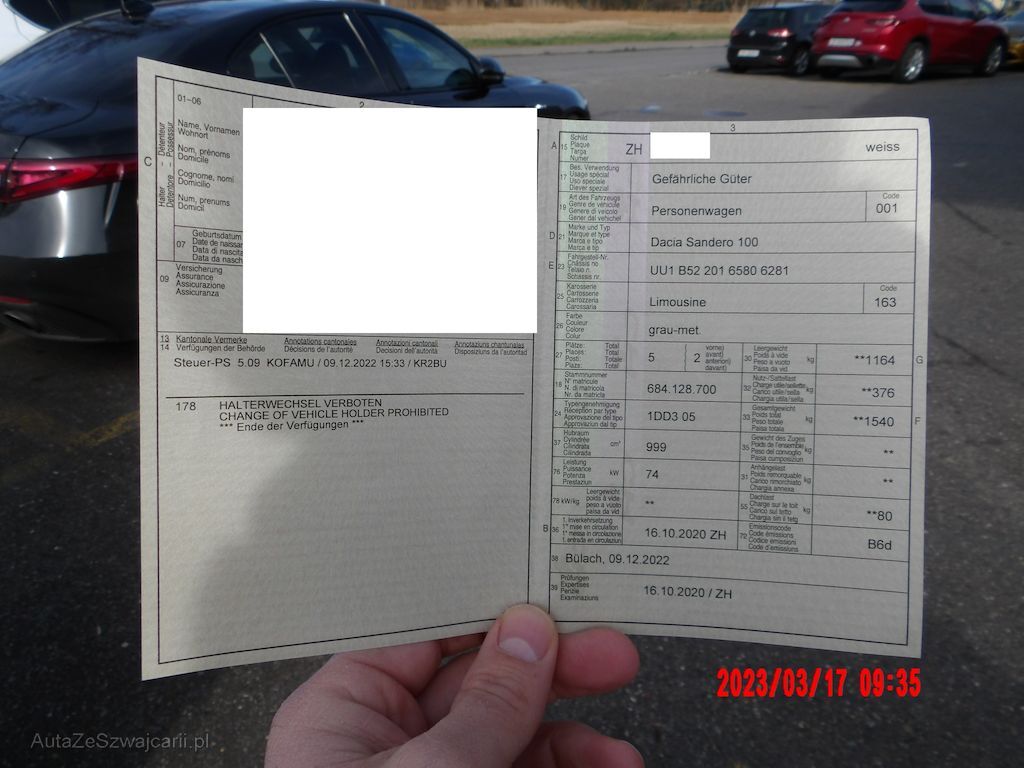 01-06
2
Name, Vornamen
Wohnort
Nom, prénoms
Domicile
Cognome, nomi
Domicilio
Num, prenums
Domicil
C
Halter – Détenteur
Detentore – Possessur
07
Geburtsdatum
Date de naissan
Data di nascita
Data da nasch
09
Versicherung
Assurance
Assicurazione
Assicuranza
13 Kantonale Vermerke Annotations cantonales Annotazioni cantonali Annotaziuns chantunalas
14 Verfügungen der Behörde Décisions de l'autorité Decisioni dell'autorità Disposiziuns da l'autoritad
Steuer-PS 5.09 KOFAMU / 09.12.2022 15:33 / KR2BU
178 HALTERWECHSEL VERBOTEN
CHANGE OF VEHICLE HOLDER PROHIBITED
*** Ende der Verfügungen ***
3
A 15
Schild
Plaque
Targa
Numer
ZH
weiss
17
Bes. Verwendung
Usage spécial
Uso speciale
Diever spezial
Gefährliche Güter
19
Art des Fahrzeugs
Genre de véhicule
Genere di veicolo
Gener dal vehichel
Personenwagen
Code
001
D 21
Marke und Typ
Marque et type
Marca e tipo
Marca e tip
Dacia Sandero 100
E 23
Fahrgestell-Nr.
Châssis no
Telaio n.
Schassis nr.
UU1 B52 201 6580 6281
25
Karosserie
Carrosserie
Carrozzeria
Carossaria
Limousine
Code
163
26
Farbe
Couleur
Colore
Colur
grau-met.
27
Plätze: Total
Places: Total
Posti: Totale
Plazs: Total
5 ( 2 vorne)
avant)
anteriori)
davant)
30
Leergewicht
Poids à vide
Peso a vuoto
Paisa da vid
kg
**1164
G
18
Stammnummer
N° matricule
N. di matricola
Nr. da matricla
684.128.700
32
Nutz-/Sattellast
Charge utile/sellette
Carico utile/sella
Chargia utila/sella
kg
**376
24
Typengenehmigung
Réception par type
Approvazione del tipo
Approvaziun dal tip
1DD3 05
33
Gesamtgewicht
Poids total
Peso totale
Paisa totala
kg
**1540
F
37
Hubraum
Cylindrée
Cilindrata
Cilindrada
cm³
999
35
Gewicht des Zuges
Poids de l'ensemble
Peso del convoglio
Paisa cumposiziun
kg
**
76
Leistung
Puissance
Potenza
Prestaziun
kW
74
31
Anhängelast
Poids remorquable
Carico rimorchiato
Chargia annexa
kg
**
78 kW/kg
Leergewicht
poids à vide
peso a vuoto
paisa da vid
**
55
Dachlast
Charge sur le toit
Carico sul tetto
Chargia sin il tetg
kg
**80
B 36
1. Inverkehrsetzung
1re mise en circulation
1a messa in circolazione
1. entrada en circulaziun
16.10.2020 ZH
72
Emissionscode
Code émissions
Codice emissioni
Code d'emissiuns
B6d
38
Bülach, 09.12.2022
39
Prüfungen
Expertises
Perizie
Examinaziuns
16.10.2020 / ZH
2023/03/17 09:35
AutaZeSzwajcarii.pl